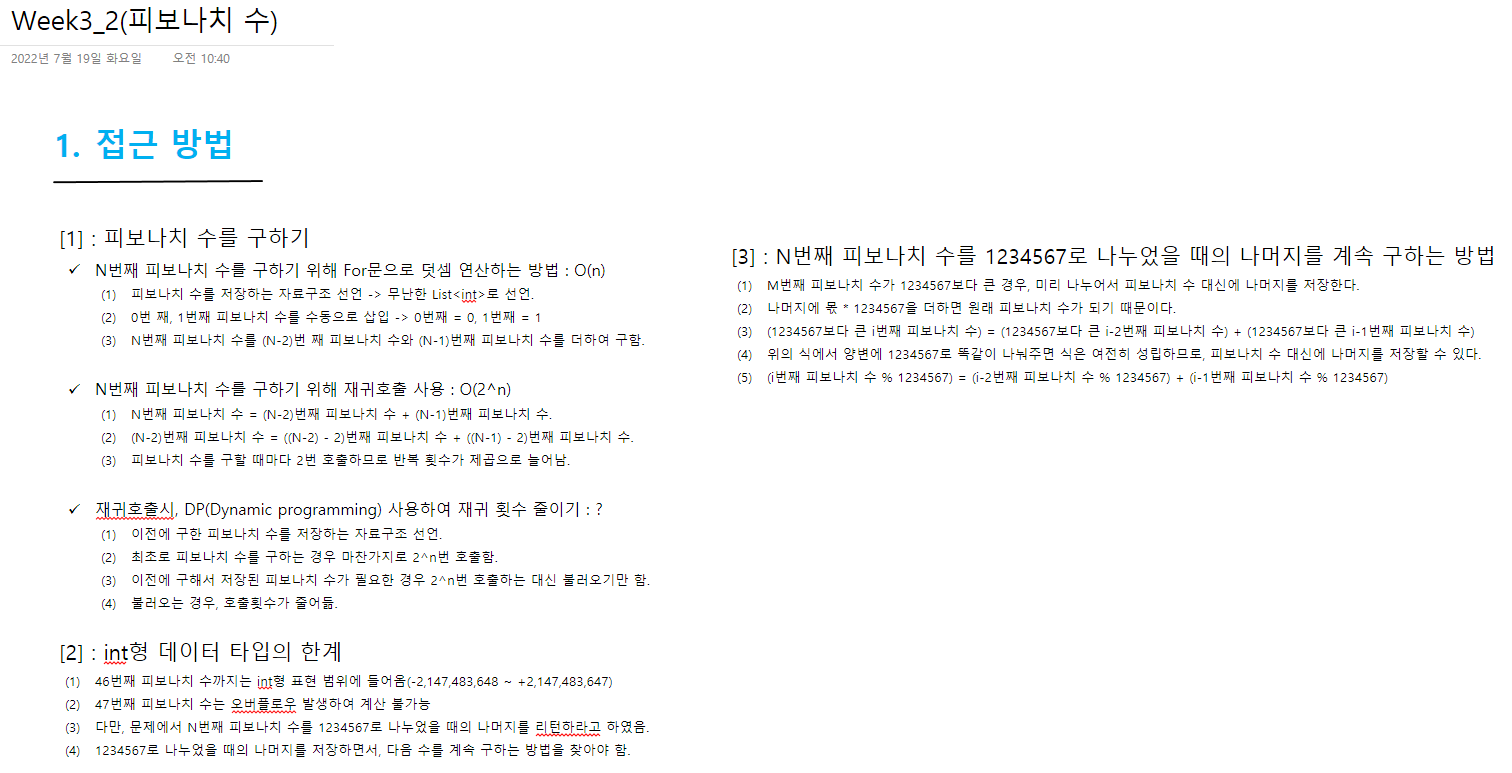 Week3_2(피보나치 수)
2022년 7월 19일 화요일 오전 10:40
1. 접근 방법
[1] : 피보나치 수를 구하기
✓ N번째 피보나치 수를 구하기 위해 For문으로 덧셈 연산하는 방법 : O(n)
(1) 피보나치 수를 저장하는 자료구조 선언 -> 무난한 List<int>로 선언.
(2) 0번 째, 1번째 피보나치 수를 수동으로 삽입 -> 0번째 = 0, 1번째 = 1
(3) N번째 피보나치 수를 (N-2)번 째 피보나치 수와 (N-1)번째 피보나치 수를 더하여 구함.
✓ N번째 피보나치 수를 구하기 위해 재귀호출 사용 : O(2^n)
(1) N번째 피보나치 수 = (N-2)번째 피보나치 수 + (N-1)번째 피보나치 수.
(2) (N-2)번째 피보나치 수 = ((N-2) - 2)번째 피보나치 수 + ((N-1) - 2)번째 피보나치 수.
(3) 피보나치 수를 구할 때마다 2번 호출하므로 반복 횟수가 제곱으로 늘어남.
✓ 재귀호출시, DP(Dynamic programming) 사용하여 재귀 횟수 줄이기 : ?
(1) 이전에 구한 피보나치 수를 저장하는 자료구조 선언.
(2) 최초로 피보나치 수를 구하는 경우 마찬가지로 2^n번 호출함.
(3) 이전에 구해서 저장된 피보나치 수가 필요한 경우 2^n번 호출하는 대신 불러오기만 함.
(4) 불러오는 경우, 호출횟수가 줄어듦.
[2] : int형 데이터 타입의 한계
(1) 46번째 피보나치 수까지는 int형 표현 범위에 들어옴(-2,147,483,648 ~ +2,147,483,647)
(2) 47번째 피보나치 수는 오버플로우 발생하여 계산 불가능
(3) 다만, 문제에서 N번째 피보나치 수를 1234567로 나누었을 때의 나머지를 리턴하라고 하였음.
(4) 1234567로 나누었을 때의 나머지를 저장하면서, 다음 수를 계속 구하는 방법을 찾아야 함.
[3] : N번째 피보나치 수를 1234567로 나누었을 때의 나머지를 계속 구하는 방법
(1) M번째 피보나치 수가 1234567보다 큰 경우, 미리 나누어서 피보나치 수 대신에 나머지를 저장한다.
(2) 나머지에 몫 * 1234567을 더하면 원래 피보나치 수가 되기 때문이다.
(3) (1234567보다 큰 i번째 피보나치 수) = (1234567보다 큰 i-2번째 피보나치 수) + (1234567보다 큰 i-1번째 피보나치 수)
(4) 위의 식에서 양변에 1234567로 똑같이 나눠주면 식은 여전히 성립하므로, 피보나치 수 대신에 나머지를 저장할 수 있다.
(5) (i번째 피보나치 수 % 1234567) = (i-2번째 피보나치 수 % 1234567) + (i-1번째 피보나치 수 % 1234567)